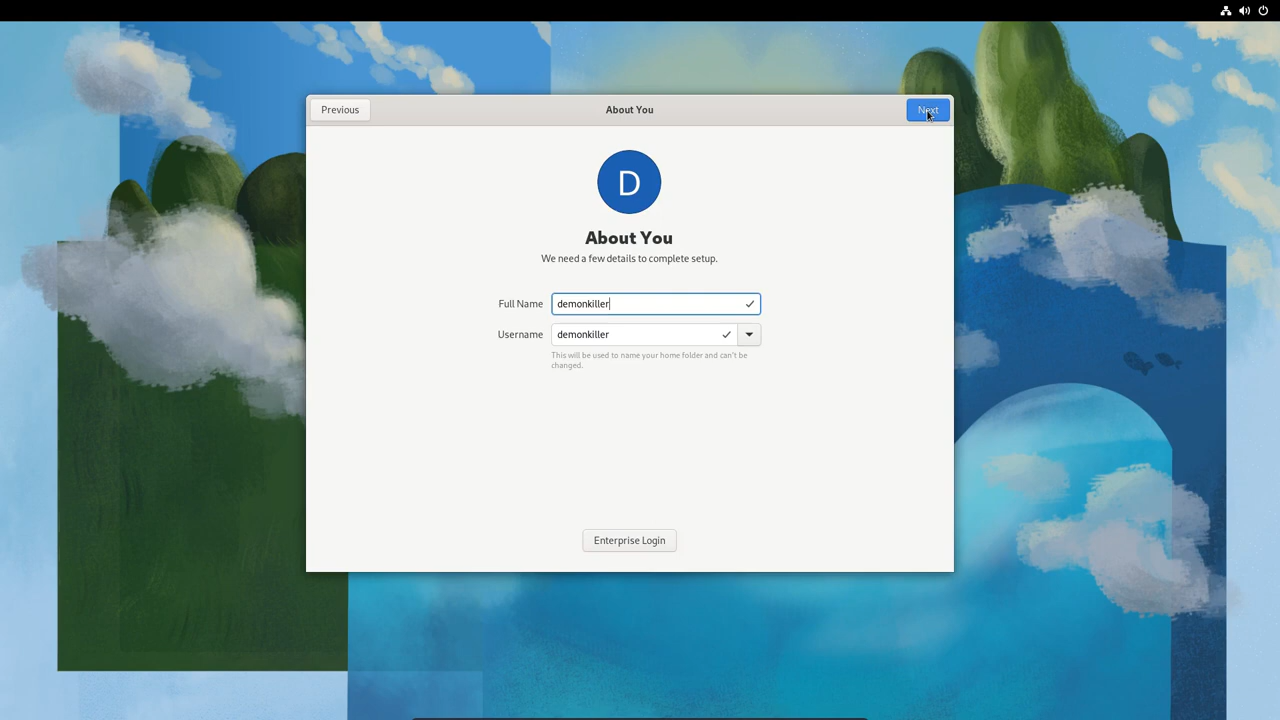 Previous
About You
Next
D
About You
We need a few details to complete setup.
Full Name
demonkiller
Username
demonkiller
This will be used to name your home folder and can't be
changed.
Enterprise Login